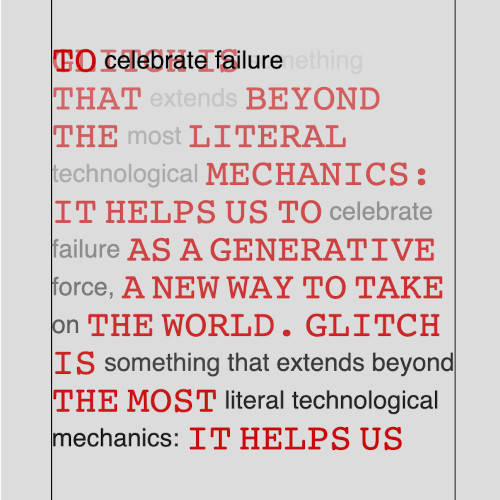 GLITCH IS something
TO celebrate failure
THAT extends BEYOND
THE most LITERAL
technological MECHANICS:
IT HELPS US TO celebrate
failure AS A GENERATIVE
force, A NEW WAY TO TAKE
on THE WORLD. GLITCH
IS something that extends beyond
THE MOST literal technological
mechanics: IT HELPS US